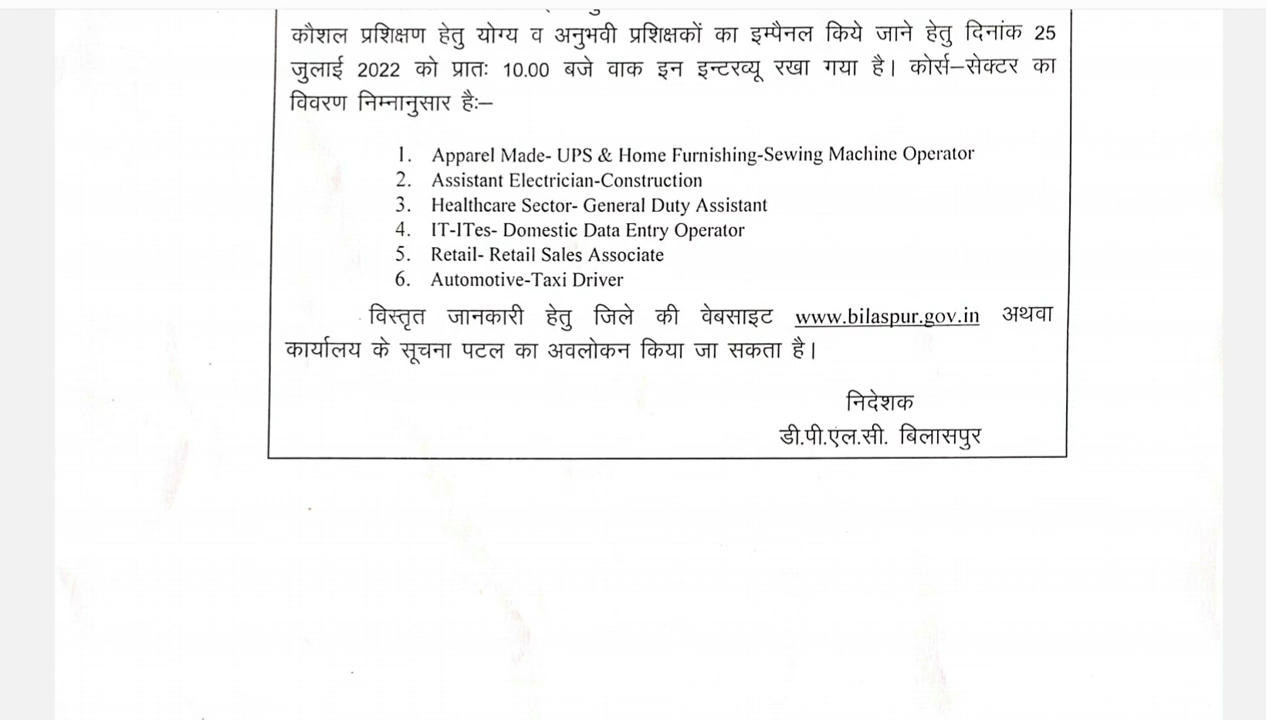 कौशल प्रशिक्षण हेतु योग्य व अनुभवी प्रशिक्षकों का इम्पैनल किये जाने हेतु दिनांक 25
जुलाई 2022 को प्रातः 10.00 बजे वाक इन इन्टरव्यू रखा गया है। कोर्स–सेक्टर का
विवरण निम्नानुसार हैः–
1. Apparel Made- UPS & Home Furnishing-Sewing Machine Operator
2. Assistant Electrician-Construction
3. Healthcare Sector- General Duty Assistant
4. IT-ITes- Domestic Data Entry Operator
5. Retail- Retail Sales Associate
6. Automotive-Taxi Driver
विस्तृत जानकारी हेतु जिले की वेबसाइट www.bilaspur.gov.in अथवा
कार्यालय के सूचना पटल का अवलोकन किया जा सकता है।
निदेशक
डी.पी.एल.सी. बिलासपुर